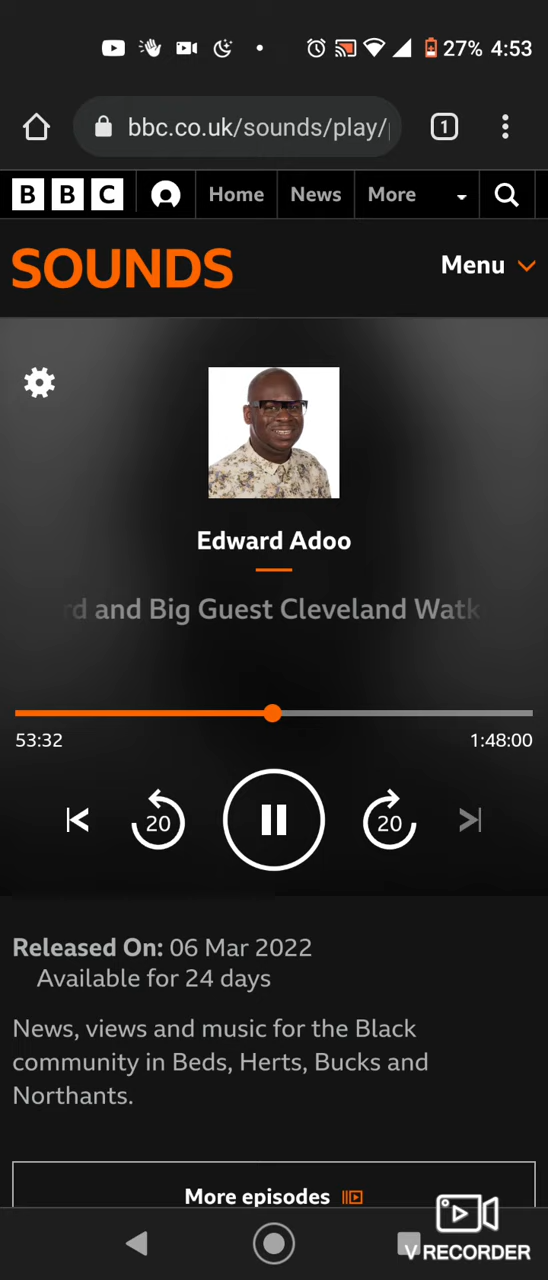 27% 4:53
bbc.co.uk/sounds/play/
1
BBC Home News More
SOUNDS
Menu
Edward Adoo
rd and Big Guest Cleveland Watk
53:32
1:48:00
20
20
Released On: 06 Mar 2022
Available for 24 days
News, views and music for the Black
community in Beds, Herts, Bucks and
Northants.
More episodes
V RECORDER